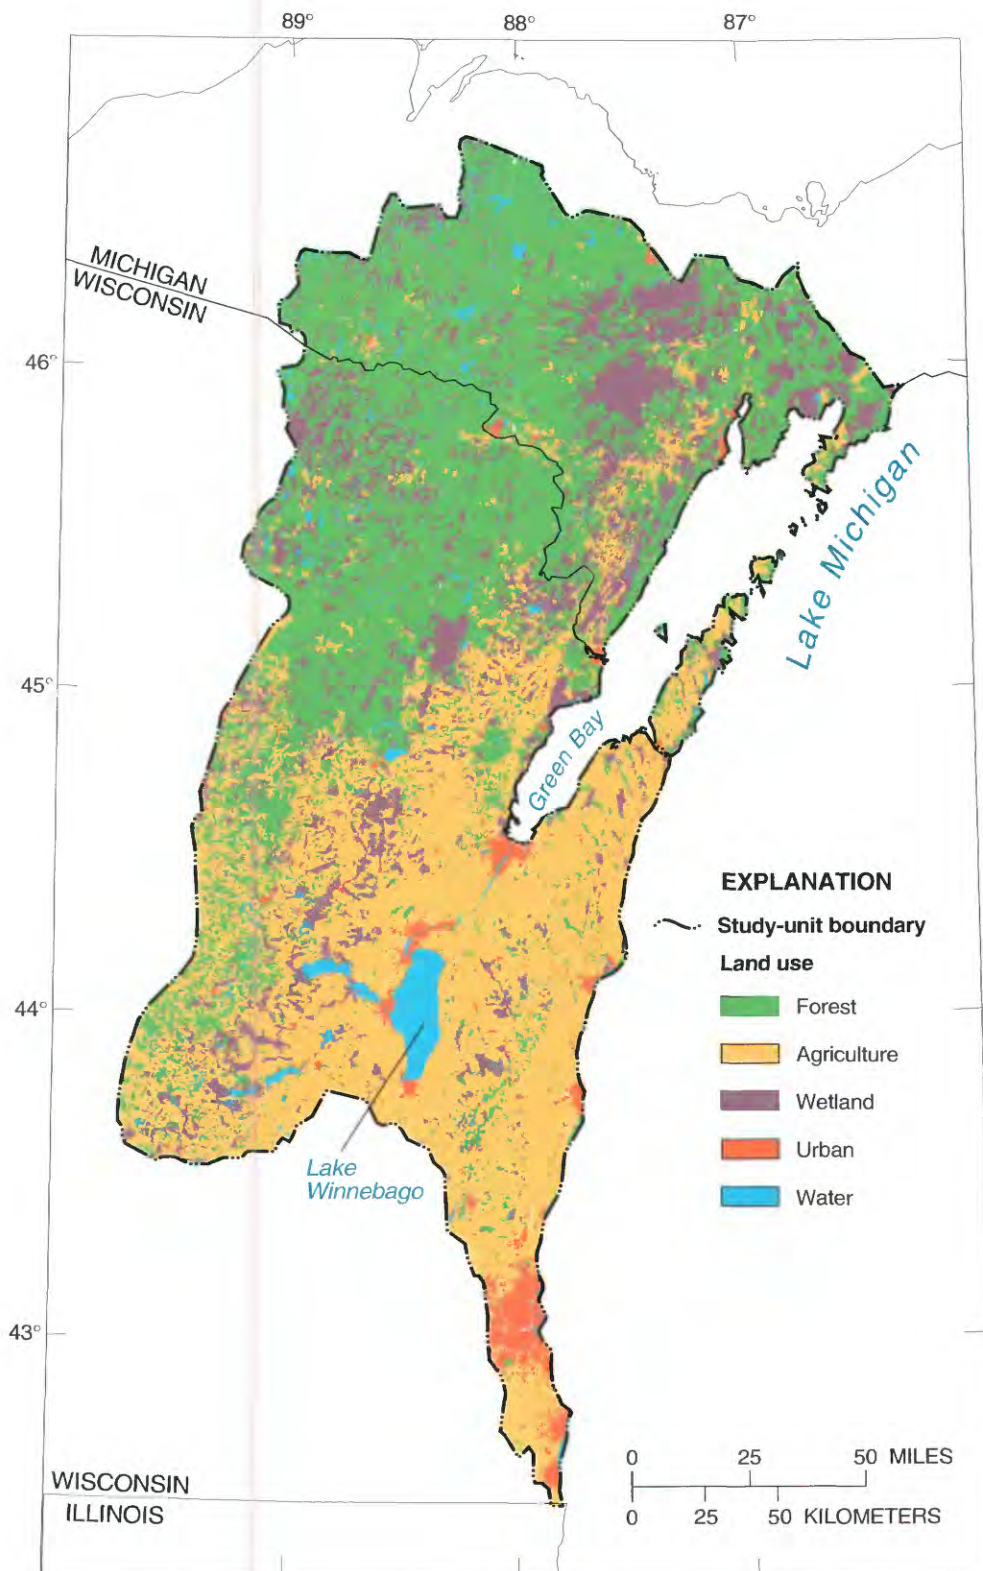 89°
88°
87°
MICHIGAN
WISCONSIN
46°
Lake Michigan
45°
Green Bay
EXPLANATION
Study-unit boundary
Land use
Forest
44°
Agriculture
Wetland
Urban
Lake
Winnebago
Water
43°
0 25 50 MILES
WISCONSIN
ILLINOIS
0 25 50 KILOMETERS